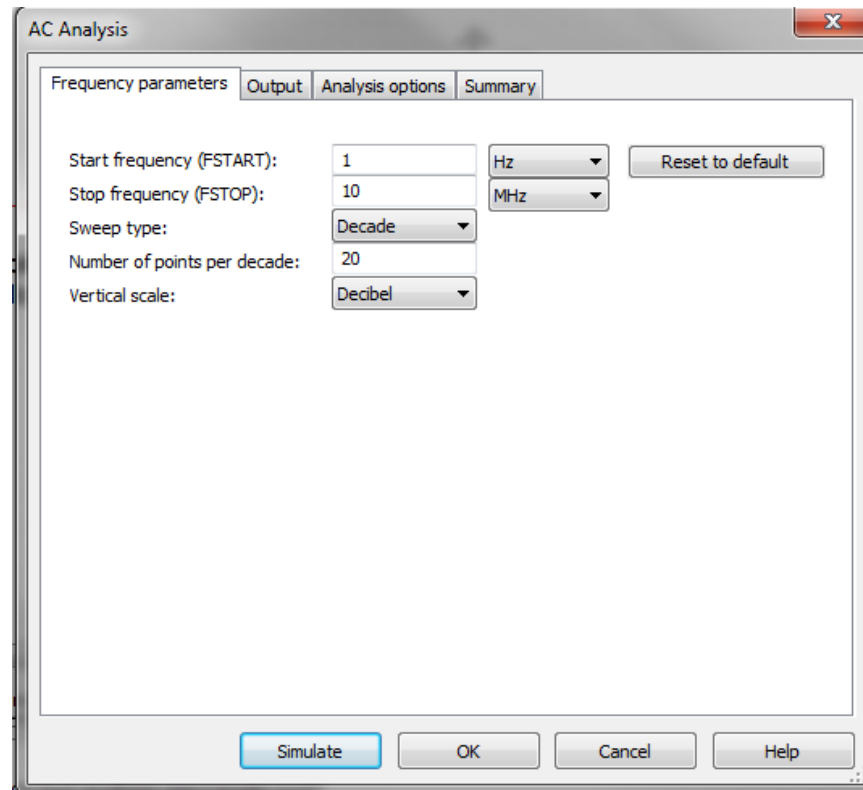 AC Analysis
Frequency parameters Output Analysis options Summary
Start frequency (FSTART): 1 Hz Reset to default
Stop frequency (FSTOP): 10 MHz
Sweep type: Decade
Number of points per decade: 20
Vertical scale: Decibel
Simulate OK Cancel Help